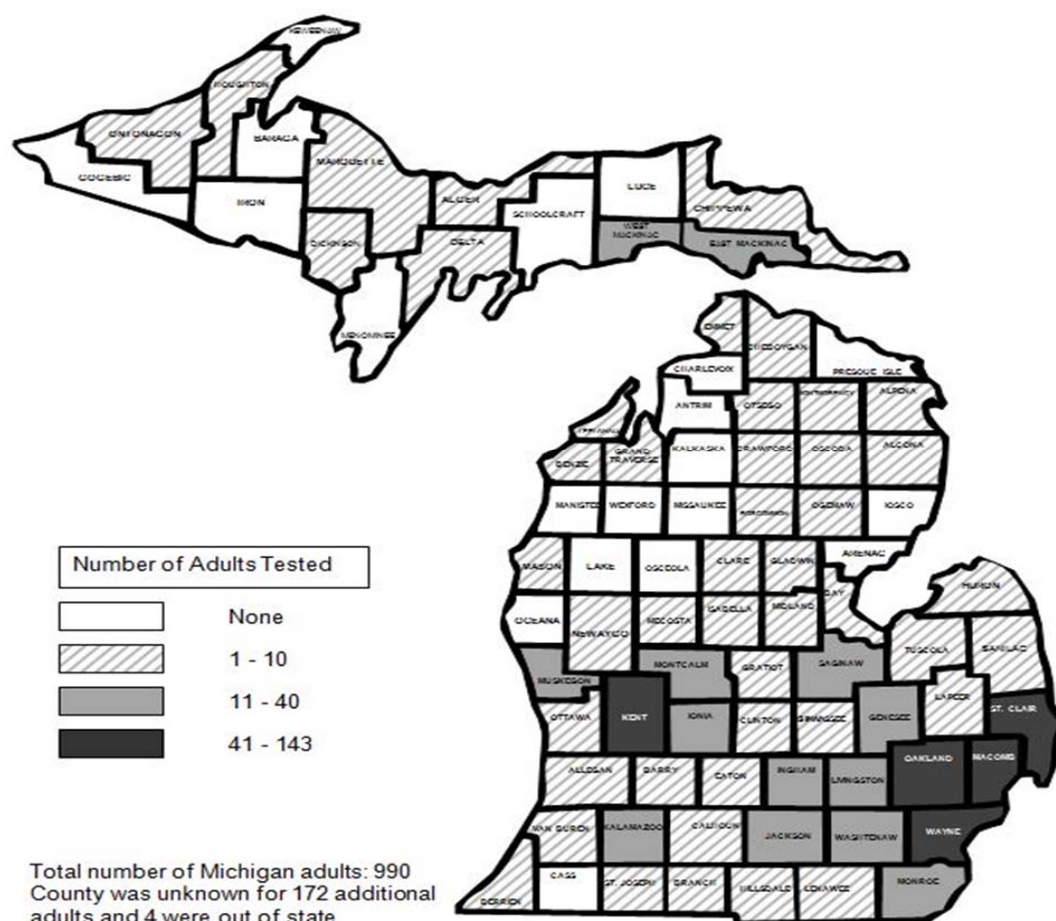 KEWEENAW
HOUGHTON
ONTONAGON
BARAGA
MARQUETTE
GOGEBIC
LUCE
IRON
ALGER
CHIPPEWA
SCHOOLCRAFT
WEST
MACKINAC
EAST MACKINAC
DICKINSON
DELTA
MENOMINEE
EMMET
CHEBOYGAN
CHARLEVOIX
PRESQUE ISLE
ANTRIM
OTSEGO
MONTMORENCY
ALPENA
GRAND
TRAVERSE
BENZIE
KALKASKA
CRAWFORD
OSCODA
ALCONA
MANISTEE
WEXFORD
MISSAUKEE
ROSCOMMON
OGEMAW
IOSCO
ARENAC
MASON
LAKE
OSCEOLA
CLARE
GLADWIN
HURON
BAY
OCEANA
NEWAYGO
MECOSTA
ISABELLA
MIDLAND
TUSCOLA
SANILAC
MUSKEGON
MONTCALM
GRATIOT
SAGINAW
LAPEER
ST. CLAIR
OTTAWA
KENT
IONIA
CLINTON
SHIAWASSEE
GENESEE
OAKLAND
MACOMB
ALLEGAN
BARRY
EATON
INGHAM
LIVINGSTON
VAN BUREN
KALAMAZOO
CALHOUN
JACKSON
WASHTENAW
WAYNE
BERRIEN
CASS
ST. JOSEPH
BRANCH
HILLSDALE
LENAWEE
MONROE
Number of Adults Tested
None
1 - 10
11 - 40
41 - 143
Total number of Michigan adults: 990
County was unknown for 172 additional
adults and 4 were out of state